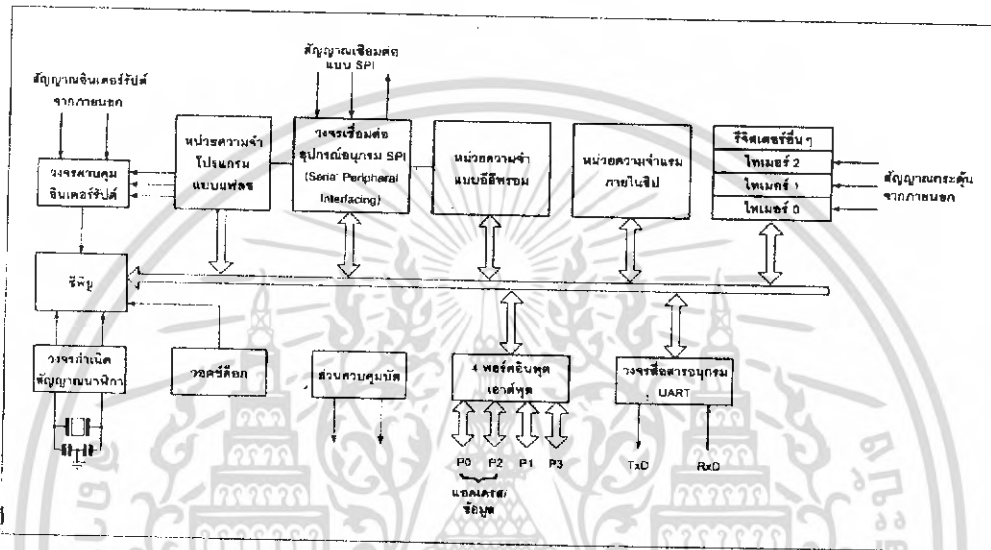 สัญญาณเชื่อมต่อ
แบบ SPI
สัญญาณอินเตอร์รัปต์
จากภายนอก
หน่วยความจำ
โปรแกรม
แบบแฟลช
วงจรเชื่อมต่อ
อุปกรณ์อนุกรม SPI
(Serial Peripheral
Interfacing)
หน่วยความจำ
แบบอีอีพรอม
หน่วยความจำแรม
ภายในชิป
รีจิสเตอร์อื่นๆ
ไทเมอร์ 2
ไทเมอร์ 1
ไทเมอร์ 0
สัญญาณกระตุ้น
จากภายนอก
วงจรควบคุม
อินเตอร์รัปต์
ซีพียู
วงจรกำเนิด
สัญญาณนาฬิกา
วอตช์ด็อก
ส่วนควบคุมบัส
4 พอร์ตอินพุต
เอาต์พุต
วงจรสื่อสารอนุกรม
UART
P0 P2 P1 P3
TxD RxD
แอดเดรส/
ข้อมูล